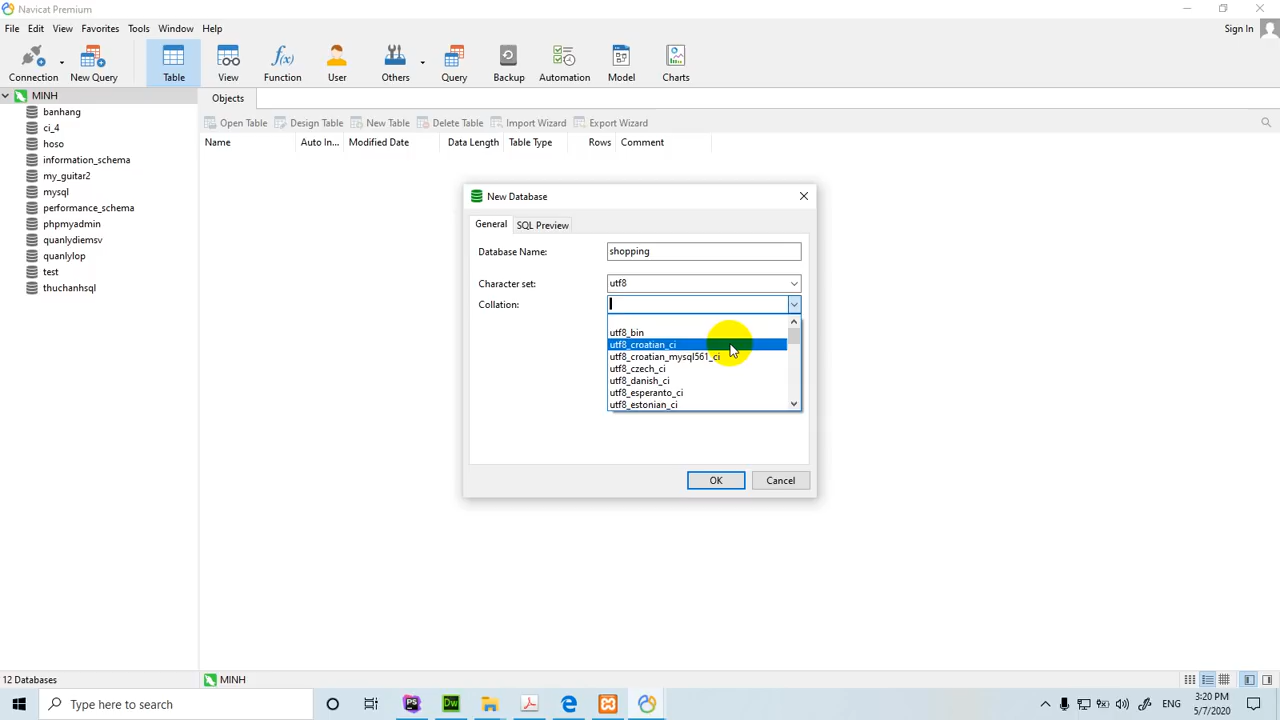 Navicat Premium
File Edit View Favorites Tools Window Help
Sign In
Connection New Query Table View Function User Others Query Backup Automation Model Charts
MINH
banhang
ci_4
hoso
information_schema
my_guitar2
mysql
performance_schema
phpmyadmin
quanlydiemsv
quanlylop
test
thuchanhsql
Objects
Open Table Design Table New Table Delete Table Import Wizard Export Wizard
Name Auto In... Modified Date Data Length Table Type Rows Comment
New Database
General SQL Preview
Database Name: shopping
Character set: utf8
Collation:
utf8_bin
utf8_croatian_ci
utf8_croatian_mysql561_ci
utf8_czech_ci
utf8_danish_ci
utf8_esperanto_ci
utf8_estonian_ci
OK Cancel
12 Databases MINH
Type here to search
PS Dw
ENG
3:20 PM
5/7/2020